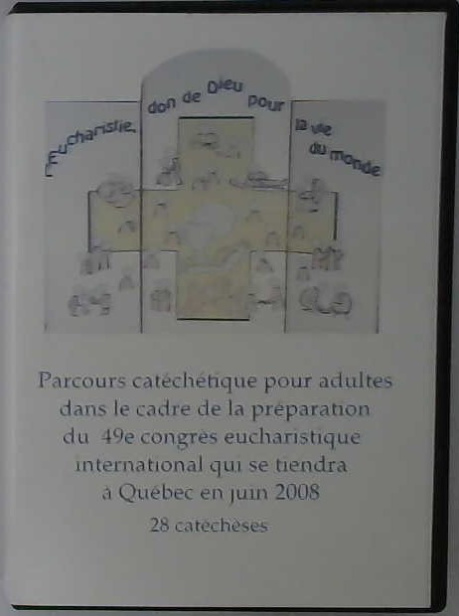 L'Eucharistie, don de Dieu pour la vie du monde
Parcours catéchétique pour adultes
dans le cadre de la préparation
du 49e congrès eucharistique
international qui se tiendra
à Québec en juin 2008
28 catéchèses